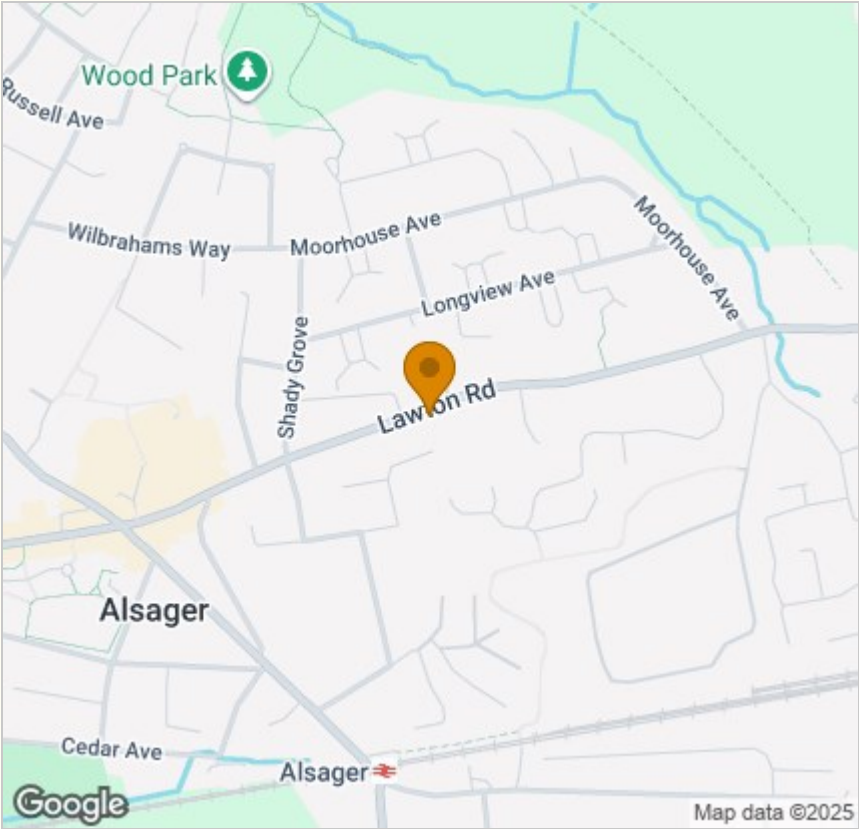 Wood Park
Russell Ave
Wilbrahams Way
Moorhouse Ave
Moorhouse Ave
Longview Ave
Shady Grove
Lawton Rd
Alsager
Cedar Ave
Alsager
Google
Map data ©2025